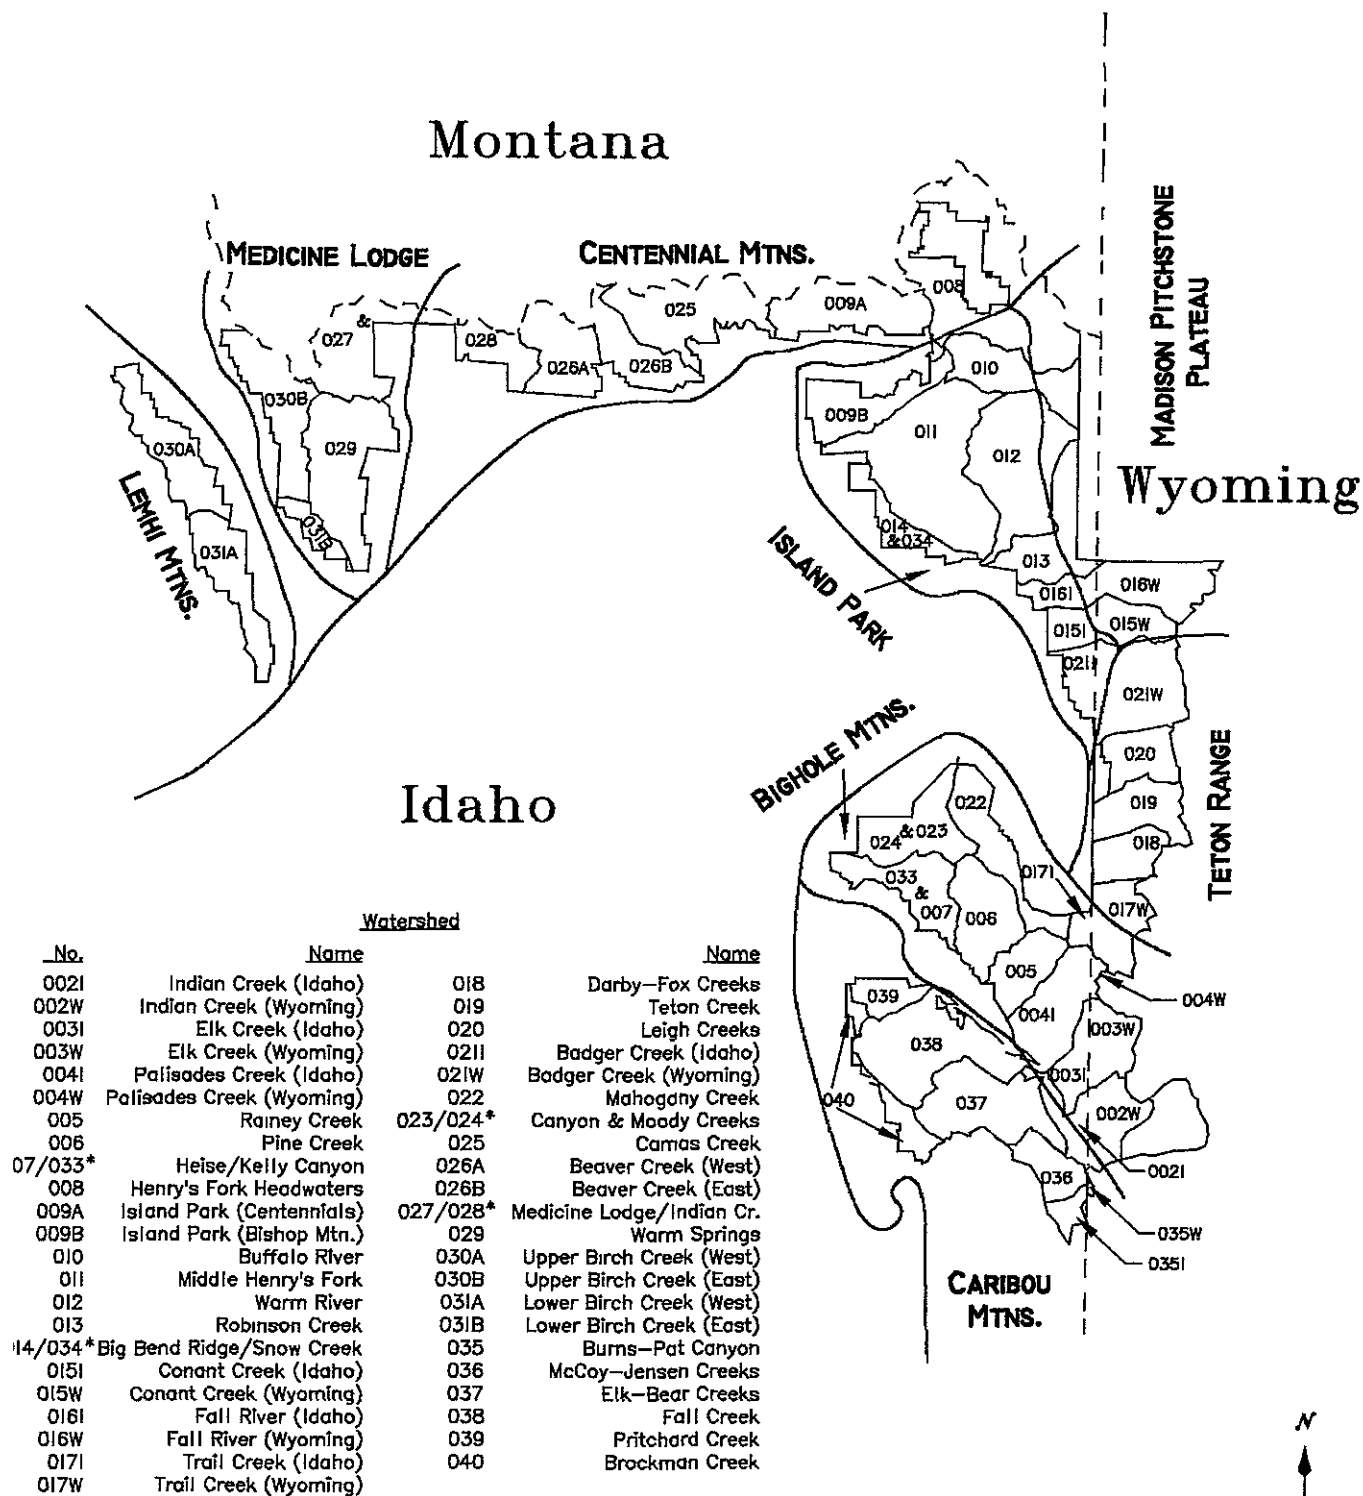 Montana
MADISON PITCHSTONE
PLATEAU
MEDICINE LODGE
CENTENNIAL MTNS.
008
025
009A
&
027
028
026A
026B
010
030B
009B
011
029
012
030A
Wyoming
LEMHI MTNS.
031B
014
&034
031A
ISLAND PARK
013
016I
016W
015I
015W
021I
021W
BIGHOLE MTNS.
020
TETON RANGE
Idaho
022
019
024 & 023
018
033
&
007
017I
006
017W
005
004W
039
004I
003W
038
003I
040
037
002W
002I
036
035W
035I
CARIBOU
MTNS.
Watershed
No. Name Name
002I Indian Creek (Idaho) 018 Darby-Fox Creeks
002W Indian Creek (Wyoming) 019 Teton Creek
003I Elk Creek (Idaho) 020 Leigh Creeks
003W Elk Creek (Wyoming) 021I Badger Creek (Idaho)
004I Palisades Creek (Idaho) 021W Badger Creek (Wyoming)
004W Palisades Creek (Wyoming) 022 Mahogany Creek
005 Rainey Creek 023/024* Canyon & Moody Creeks
006 Pine Creek 025 Camas Creek
07/033* Heise/Kelly Canyon 026A Beaver Creek (West)
008 Henry's Fork Headwaters 026B Beaver Creek (East)
009A Island Park (Centennials) 027/028* Medicine Lodge/Indian Cr.
009B Island Park (Bishop Mtn.) 029 Warm Springs
010 Buffalo River 030A Upper Birch Creek (West)
011 Middle Henry's Fork 030B Upper Birch Creek (East)
012 Warm River 031A Lower Birch Creek (West)
013 Robinson Creek 031B Lower Birch Creek (East)
14/034* Big Bend Ridge/Snow Creek 035 Burns-Pat Canyon
015I Conant Creek (Idaho) 036 McCoy-Jensen Creeks
015W Conant Creek (Wyoming) 037 Elk-Bear Creeks
016I Fall River (Idaho) 038 Fall Creek
016W Fall River (Wyoming) 039 Pritchard Creek
017I Trail Creek (Idaho) 040 Brockman Creek
017W Trail Creek (Wyoming)
N